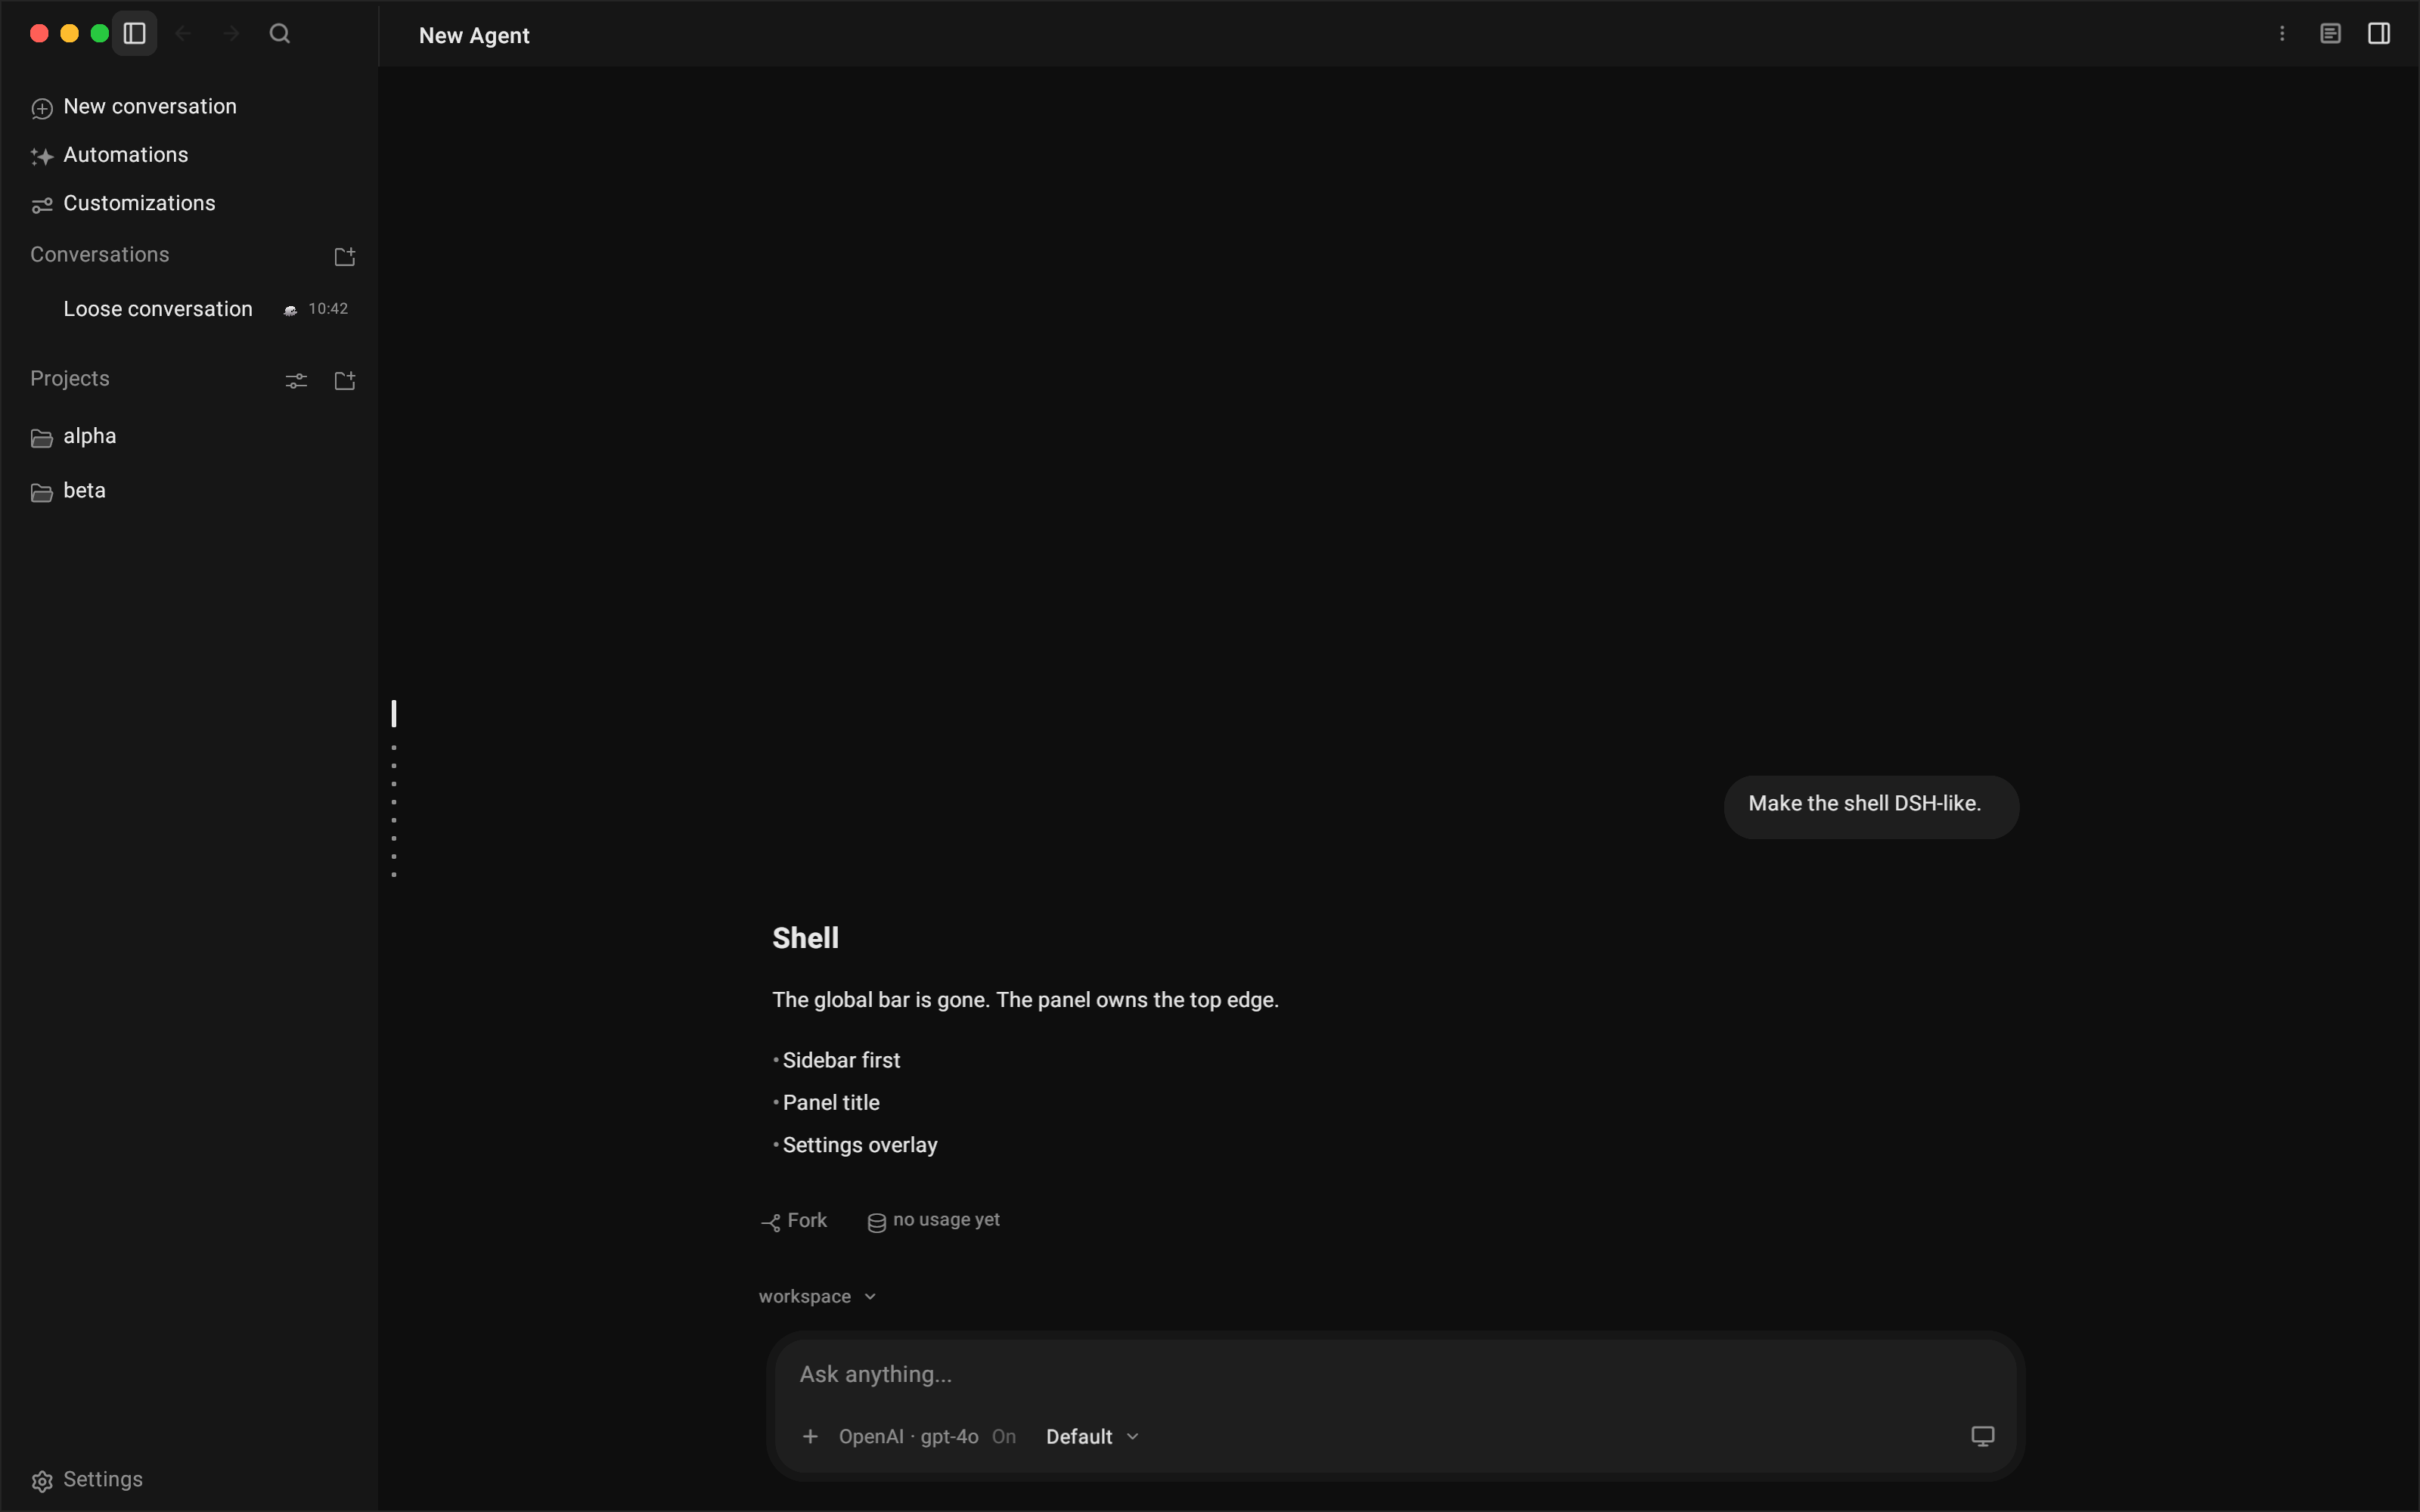 New Agent
New conversation
Automations
Customizations
Conversations
Loose conversation 10:42
Projects
alpha
beta
Settings
Make the shell DSH-like.
Shell
The global bar is gone. The panel owns the top edge.
• Sidebar first
• Panel title
• Settings overlay
Fork no usage yet
workspace
Ask anything...
OpenAI · gpt-4o On Default